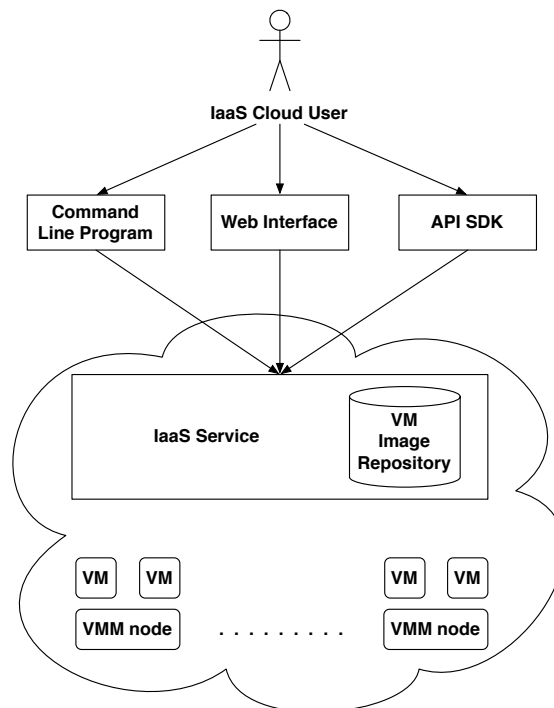 IaaS Cloud User
Command
Line Program
Web Interface
API SDK
IaaS Service
VM
Image
Repository
VM VM VM VM
VMM node . . . . . . . . . VMM node